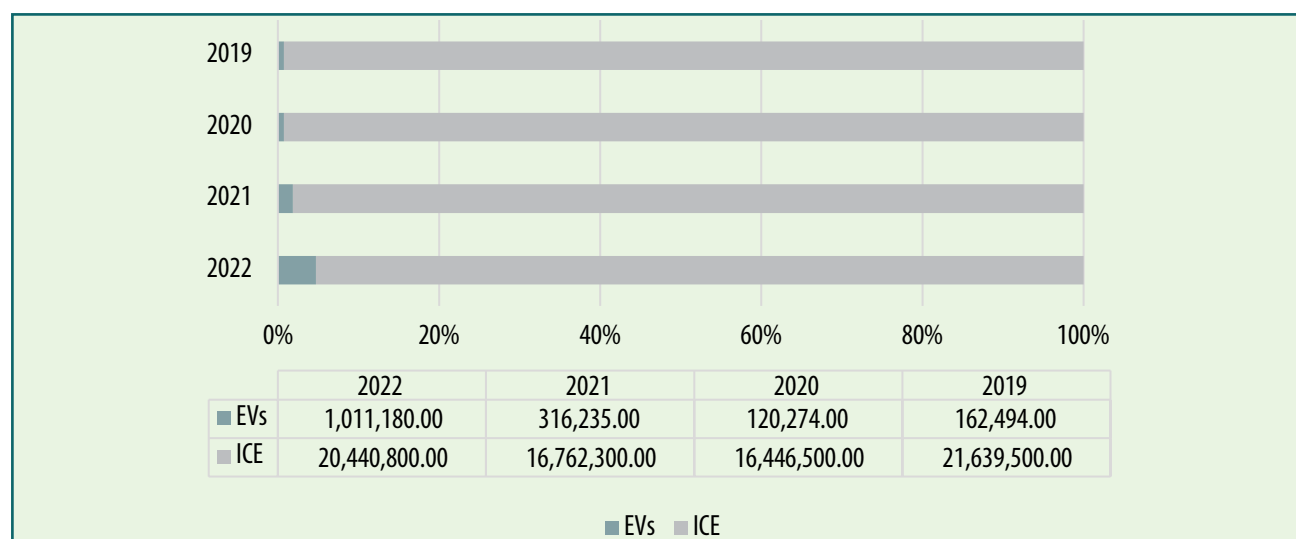 2019
2020
2021
2022
0% 20% 40% 60% 80% 100%
2022 2021 2020 2019
EVs 1,011,180.00 316,235.00 120,274.00 162,494.00
ICE 20,440,800.00 16,762,300.00 16,446,500.00 21,639,500.00
EVs ICE